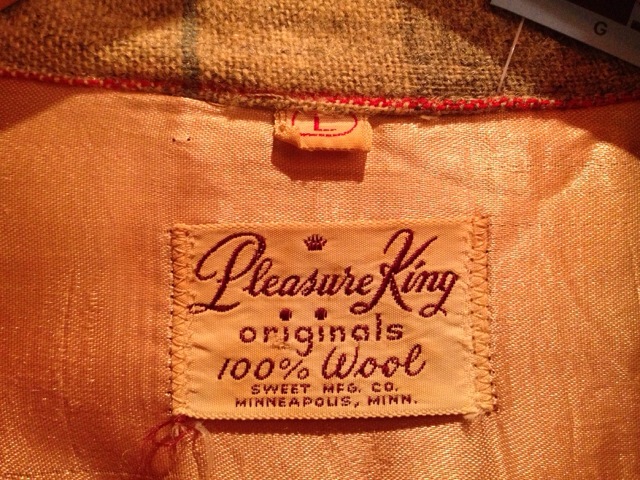 G
L
Pleasure King
originals
100% Wool
SWEET MFG. CO.
MINNEAPOLIS, MINN.